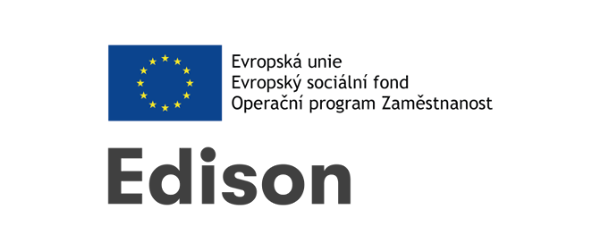 Evropská unie
Evropský sociální fond
Operační program Zaměstnanost
Edison